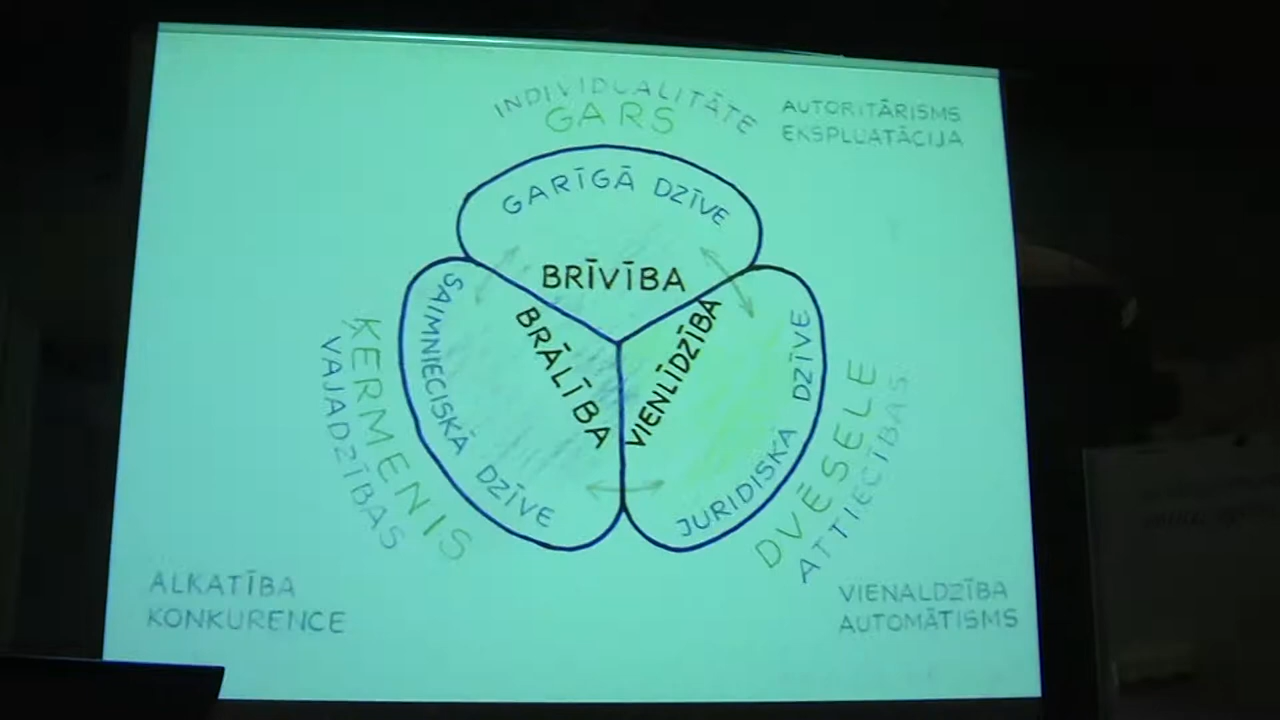 INDIVIDUALITĀTE
GARS
AUTORITĀRISMS
EKSPLUATĀCIJA
GARĪGĀ DZĪVE
BRĪVĪBA
SAIMNIECISKĀ DZĪVE
BRĀLĪBA
VIENLĪDZĪBA
JURIDISKĀ DZĪVE
ĶERMENIS
VAJADZĪBAS
DVĒSELE
ATTIECĪBAS
ALKATĪBA
KONKURENCE
VIENALDZĪBA
AUTOMĀTISMS